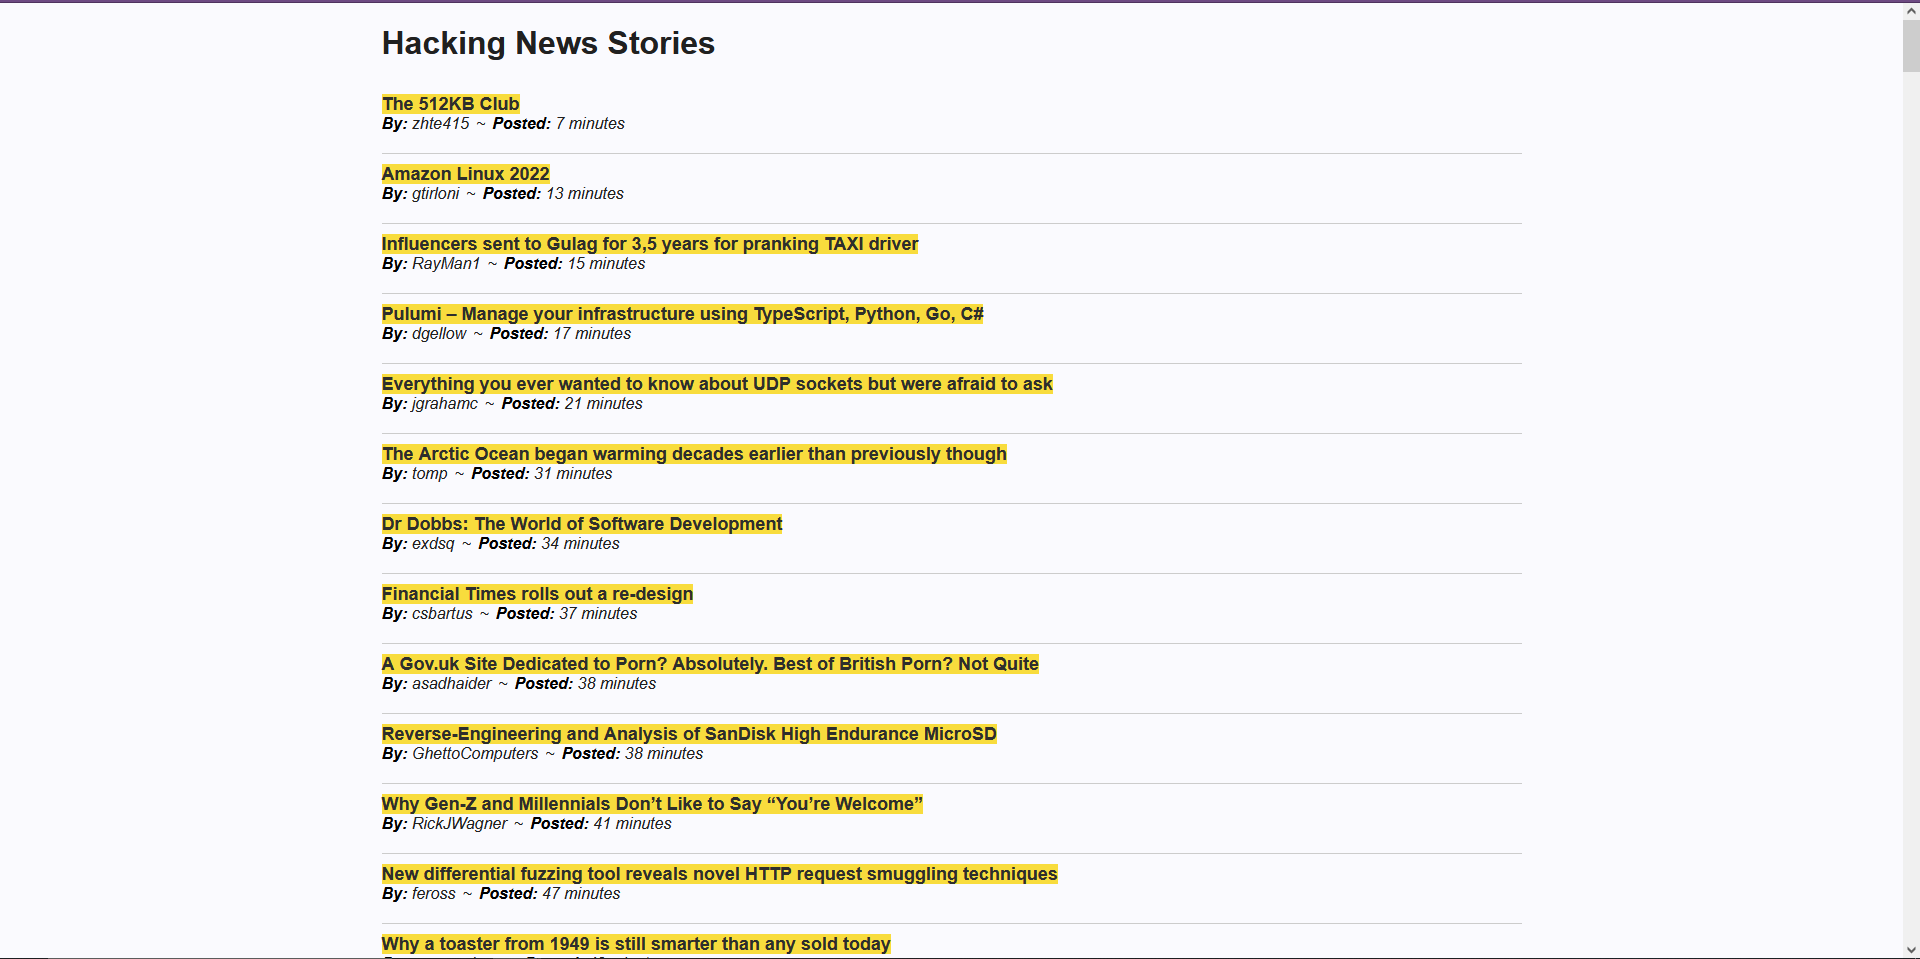 Hacking News Stories
The 512KB Club
By: zhte415 ~ Posted: 7 minutes
Amazon Linux 2022
By: gtirloni ~ Posted: 13 minutes
Influencers sent to Gulag for 3,5 years for pranking TAXI driver
By: RayMan1 ~ Posted: 15 minutes
Pulumi – Manage your infrastructure using TypeScript, Python, Go, C#
By: dgellow ~ Posted: 17 minutes
Everything you ever wanted to know about UDP sockets but were afraid to ask
By: jgrahamc ~ Posted: 21 minutes
The Arctic Ocean began warming decades earlier than previously though
By: tomp ~ Posted: 31 minutes
Dr Dobbs: The World of Software Development
By: exdsq ~ Posted: 34 minutes
Financial Times rolls out a re-design
By: csbartus ~ Posted: 37 minutes
A Gov.uk Site Dedicated to Porn? Absolutely. Best of British Porn? Not Quite
By: asadhaider ~ Posted: 38 minutes
Reverse-Engineering and Analysis of SanDisk High Endurance MicroSD
By: GhettoComputers ~ Posted: 38 minutes
Why Gen-Z and Millennials Don’t Like to Say “You’re Welcome”
By: RickJWagner ~ Posted: 41 minutes
New differential fuzzing tool reveals novel HTTP request smuggling techniques
By: feross ~ Posted: 47 minutes
Why a toaster from 1949 is still smarter than any sold today